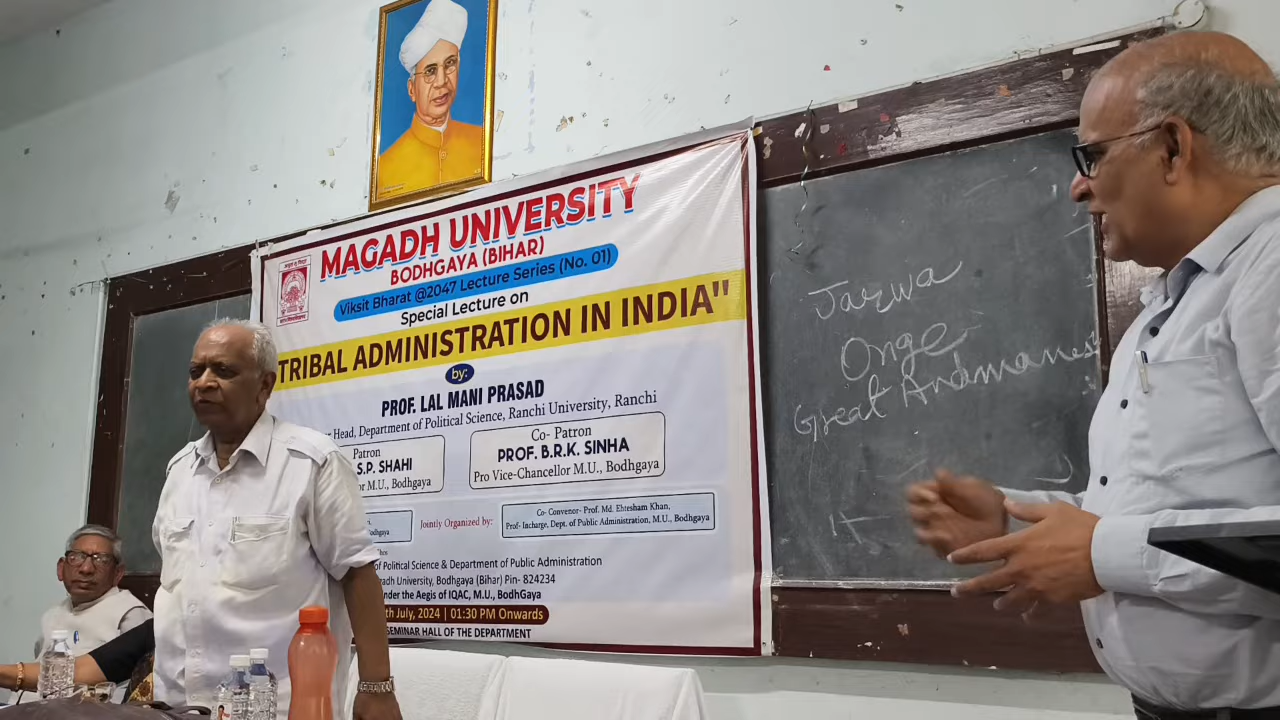 MAGADH UNIVERSITY
BODHGAYA (BIHAR)
Viksit Bharat @2047 Lecture Series (No. 01)
Special Lecture on
TRIBAL ADMINISTRATION IN INDIA"
by:
PROF. LAL MANI PRASAD
Head, Department of Political Science, Ranchi University, Ranchi
Patron
S.P. SHAHI
M.U., Bodhgaya
Co- Patron
PROF. B.R.K. SINHA
Pro Vice-Chancellor M.U., Bodhgaya
Jointly Organized by:
Co- Convenor- Prof. Md. Ehtesham Khan,
Prof- Incharge, Dept. of Public Administration, M.U., Bodhgaya
of Political Science & Department of Public Administration
University, Bodhgaya (Bihar) Pin- 824234
the Aegis of IQAC, M.U., BodhGaya
July, 2024 | 01:30 PM Onwards
SEMINAR HALL OF THE DEPARTMENT
Jarwa
Onge
Great Andmanes